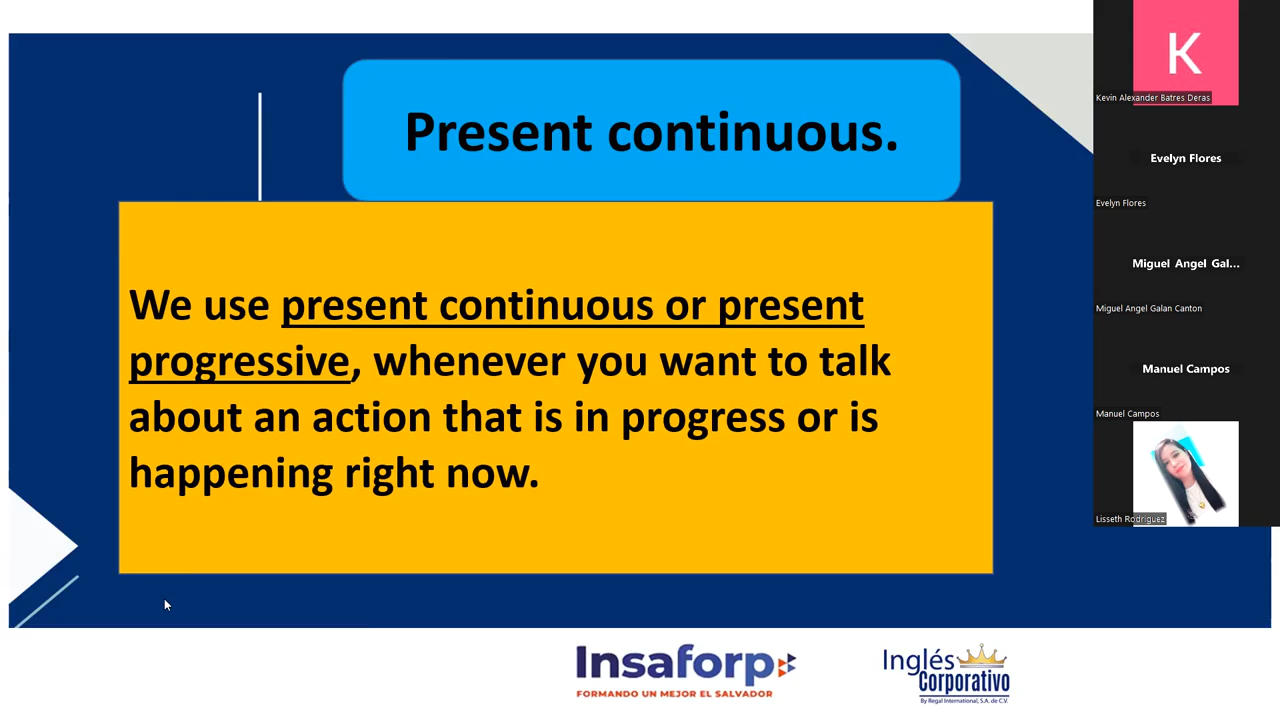 Present continuous.
We use present continuous or present
progressive, whenever you want to talk
about an action that is in progress or is
happening right now.
Insaforp
FORMANDO UN MEJOR EL SALVADOR
Inglés
Corporativo
By Regal International, S.A. de C.V.
K
Kevin Alexander Batres Deras
Evelyn Flores
Evelyn Flores
Miguel Angel Gal...
Miguel Angel Galan Canton
Manuel Campos
Manuel Campos
Lisseth Rodriguez